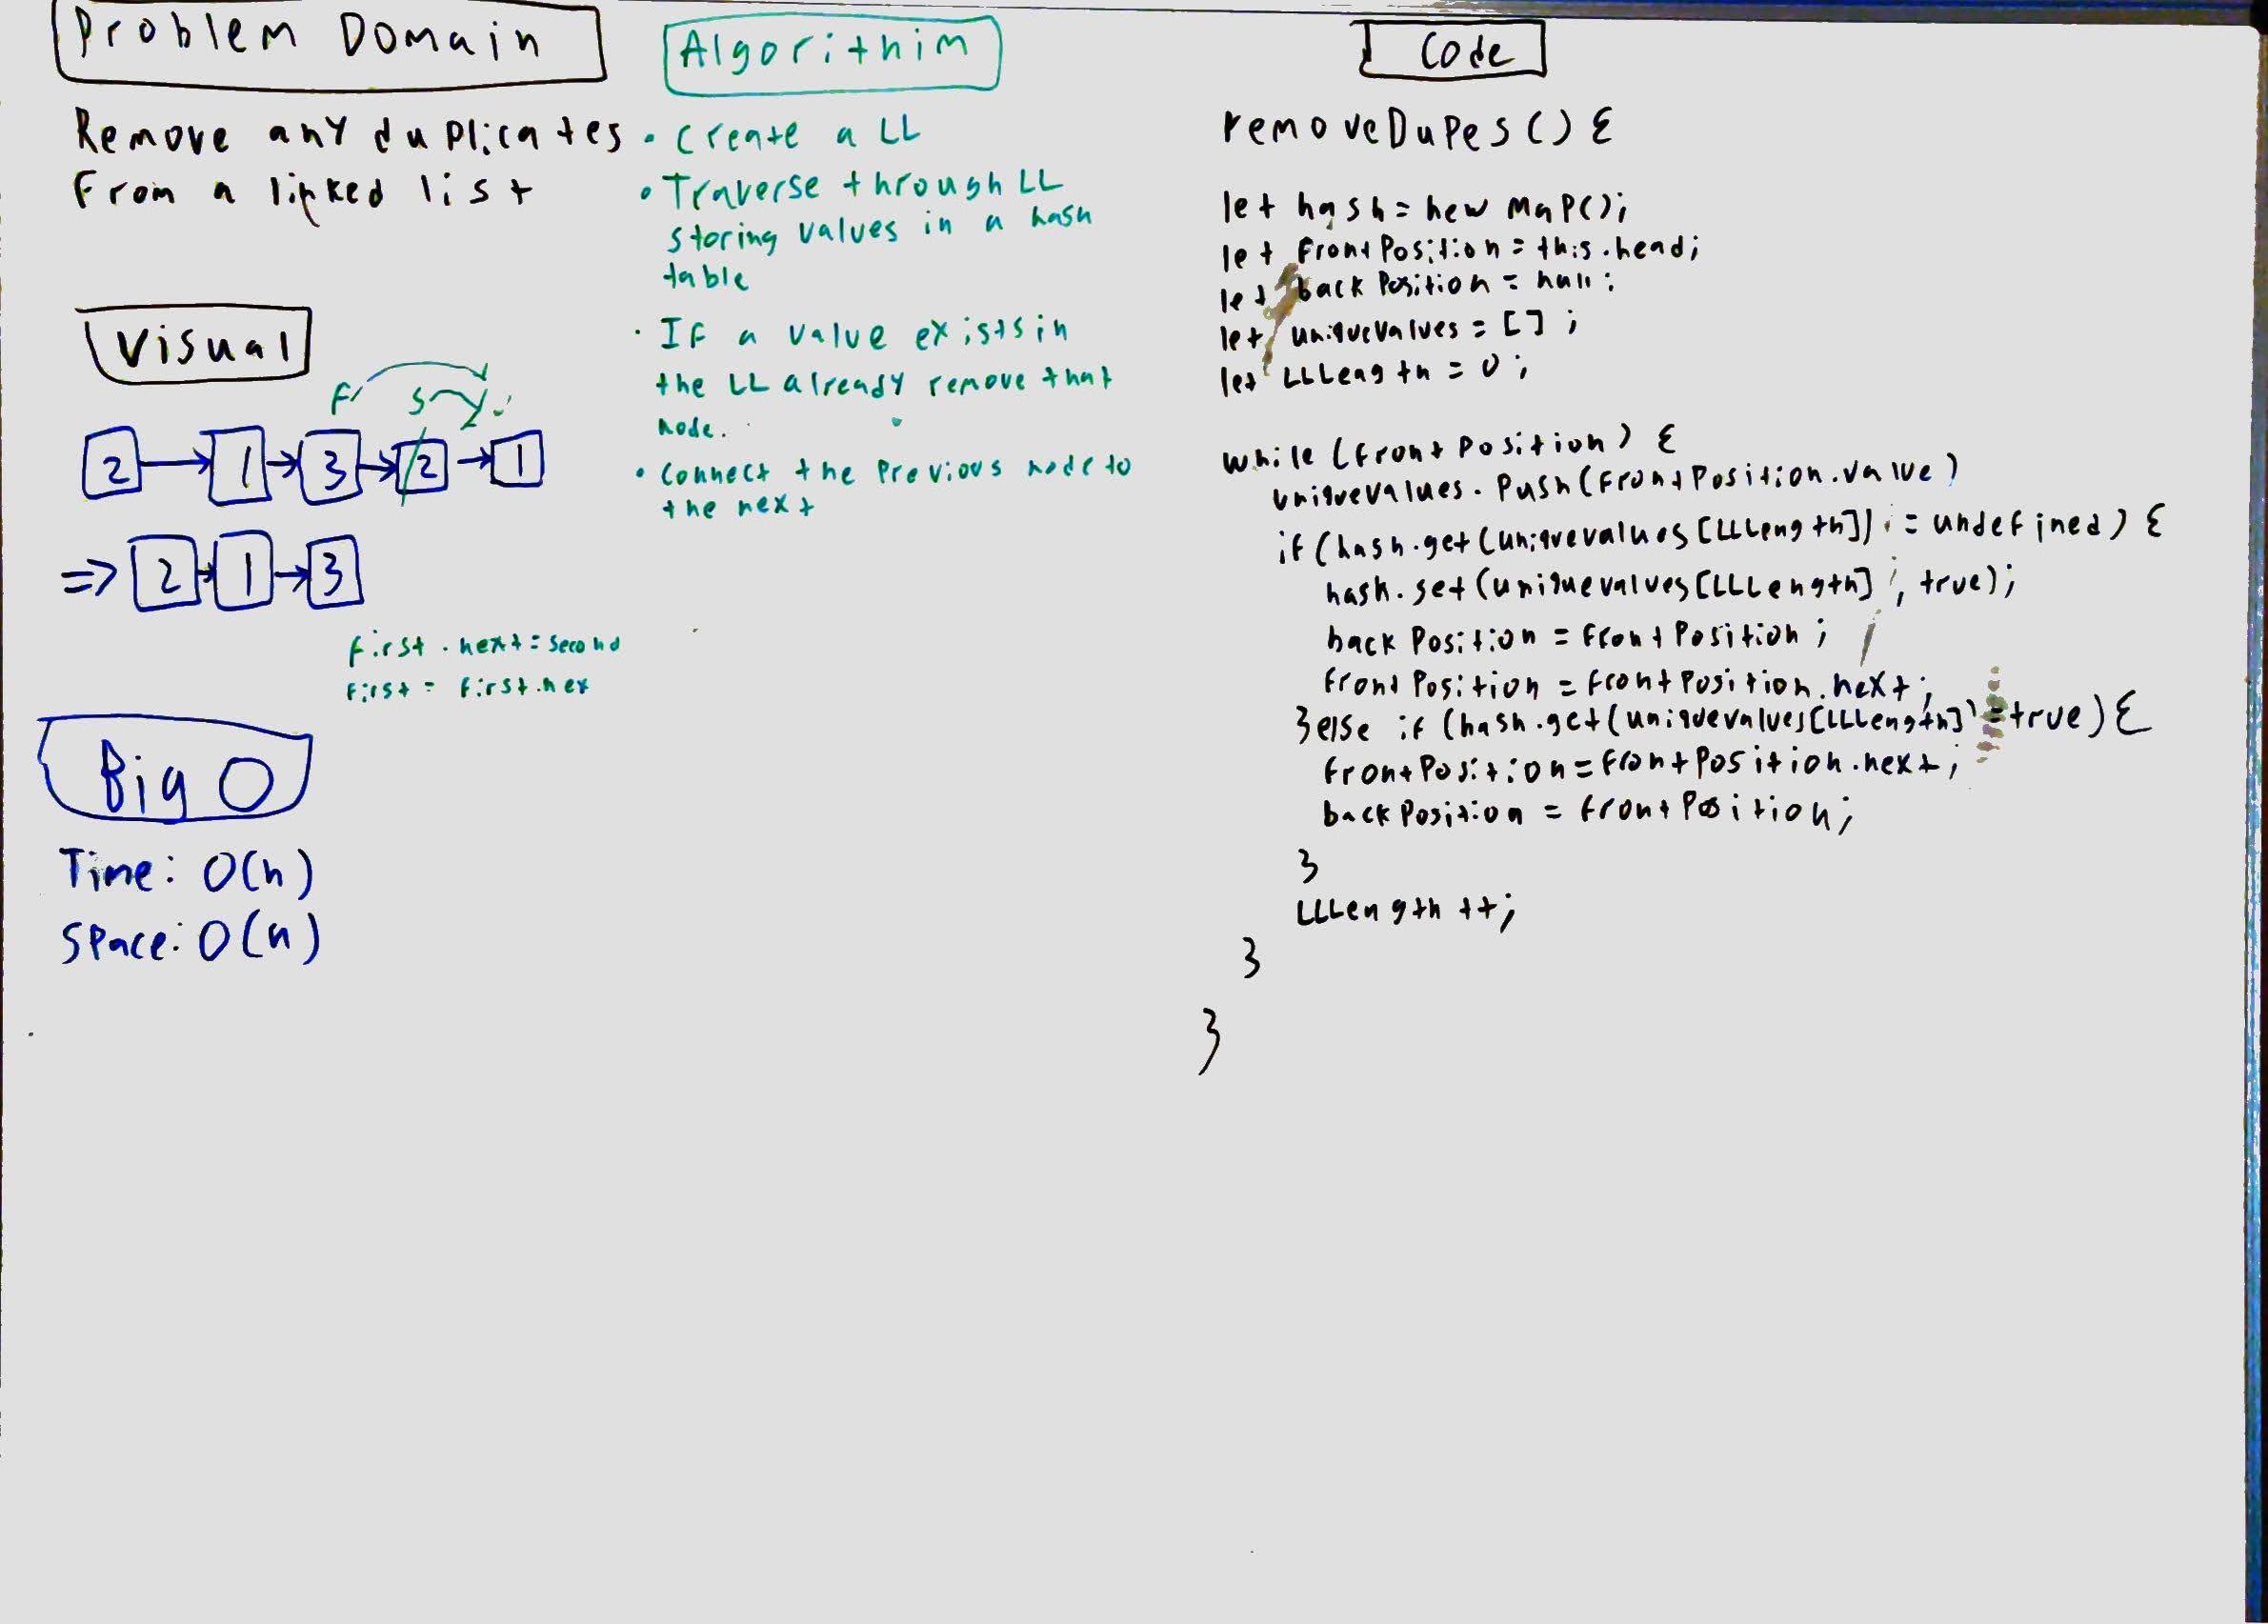 Problem Domain
Remove any duplicates
From a linked list
Visual
F S
2 1 3 2 1
=> 2 1 3
first.next=second
first = first.nex
Big O
Time: O(n)
Space: O(n)
Algorithim
• Create a LL
• Traverse through LL
storing values in a hash
table
• If a value exists in
the LL already remove that
node.
• Connect the previous node to
the next
Code
removeDupes() {
let hash = new Map();
let frontPosition = this.head;
let backPosition = null;
let uniquevalues = [] ;
let LLLength = 0;
while (frontPosition) {
uniquevalues.push(frontPosition.value)
if(hash.get(uniquevalues[LLLength]) = undefined) {
hash.set(uniquevalues[LLLength], true);
backPosition = frontPosition;
frontPosition = frontPosition.next;
}else if (hash.get(uniquevalues[LLLength]) = true) {
frontPosition = frontPosition.next;
backPosition = frontPosition;
}
LLLength ++;
}
}